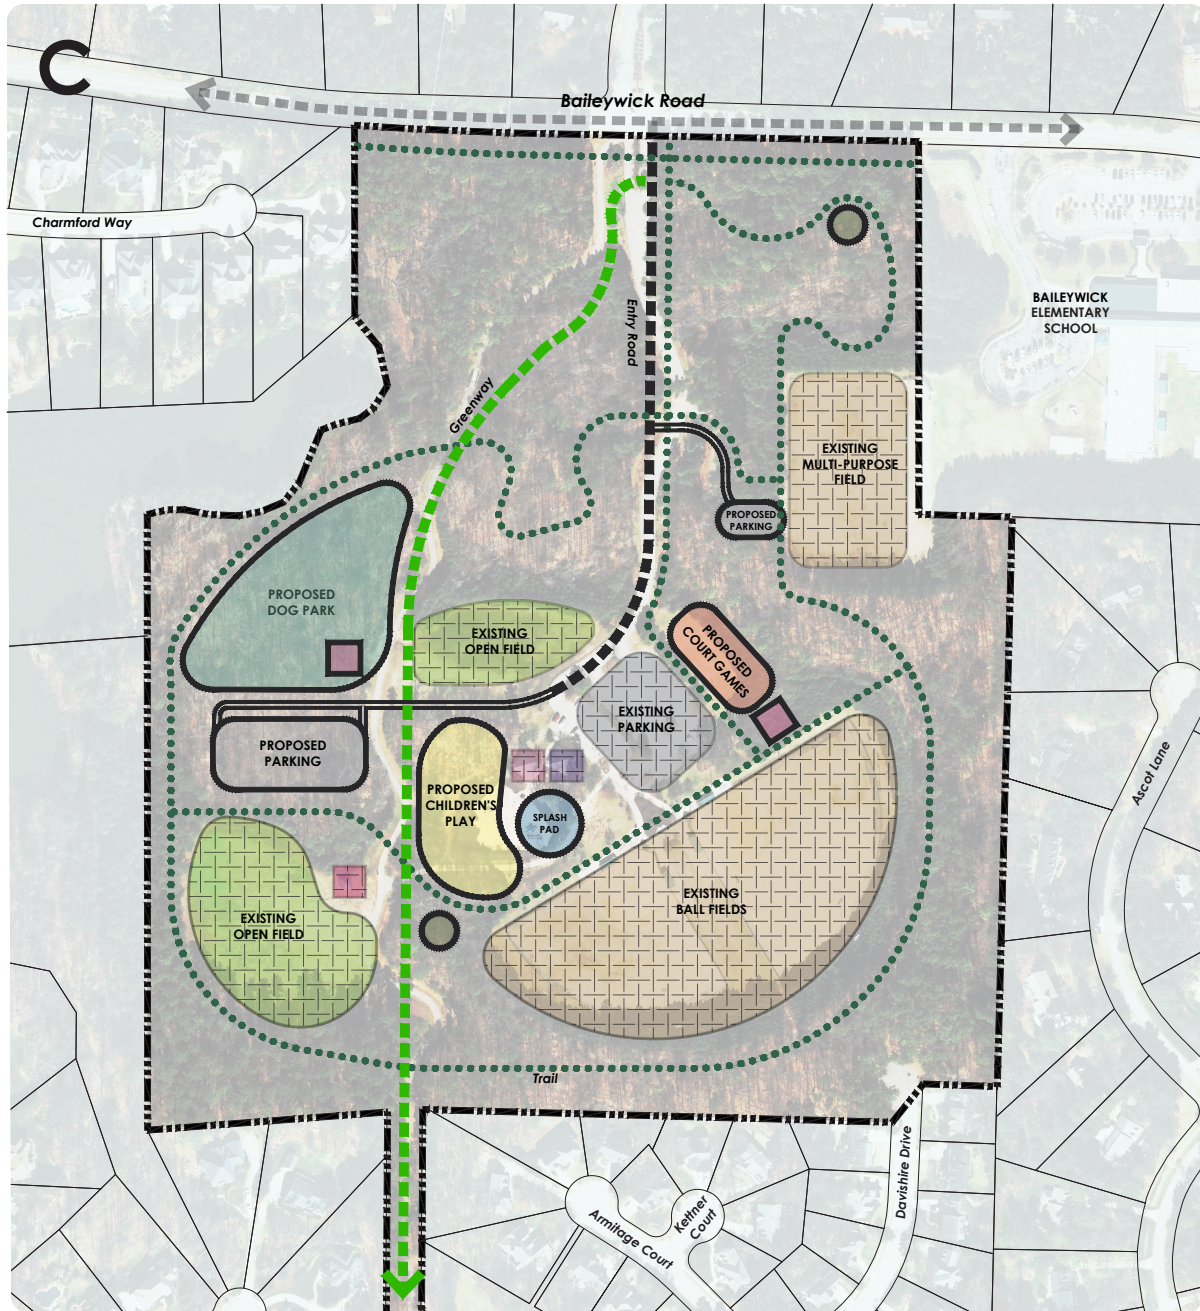 C
Baileywick Road
Charmford Way
BAILEYWICK
ELEMENTARY
SCHOOL
Entry Road
Greenway
EXISTING
MULTI-PURPOSE
FIELD
PROPOSED
PARKING
PROPOSED
DOG PARK
EXISTING
OPEN FIELD
PROPOSED
COURT GAMES
EXISTING
PARKING
PROPOSED
PARKING
PROPOSED
CHILDREN'S
PLAY
SPLASH
PAD
Ascot Lane
EXISTING
BALL FIELDS
EXISTING
OPEN FIELD
Trail
Davishire Drive
Kettner
Court
Armitage Court